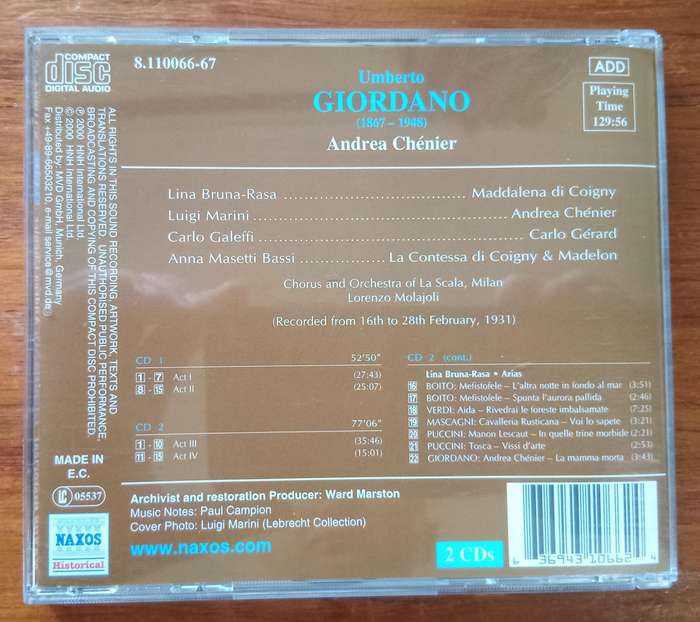 COMPACT
disc
DIGITAL AUDIO
8.110066-67
Umberto
GIORDANO
(1867 – 1948)
Andrea Chénier
ADD
Playing
Time
129:56
Lina Bruna-Rasa ........ Maddalena di Coigny
Luigi Marini ........ Andrea Chénier
Carlo Galeffi ........ Carlo Gérard
Anna Masetti Bassi ........ La Contessa di Coigny & Madelon
Chorus and Orchestra of La Scala, Milan
Lorenzo Molajoli
(Recorded from 16th to 28th February, 1931)
CD 1 52'50"
1 - 7 Act I (27:43)
8 - 15 Act II (25:07)
CD 2 77'06"
1 - 10 Act III (35:46)
11 - 15 Act IV (15:01)
CD 2 (cont.)
Lina Bruna-Rasa • Arias
16 BOITO: Mefistofele – L'altra notte in fondo al mar (3:51)
17 BOITO: Mefistofele – Spunta l'aurora pallida (2:46)
18 VERDI: Aida – Rivedrai le foreste imbalsamate (7:25)
19 MASCAGNI: Cavalleria Rusticana – Voi lo sapete (3:21)
20 PUCCINI: Manon Lescaut – In quelle trine morbide (2:21)
21 PUCCINI: Tosca – Vissi d'arte (2:53)
22 GIORDANO: Andrea Chénier – La mamma morta (3:43)
ALL RIGHTS IN THIS SOUND RECORDING, ARTWORK, TEXTS AND
TRANSLATIONS RESERVED. UNAUTHORISED PUBLIC PERFORMANCE,
BROADCASTING AND COPYING OF THIS COMPACT DISC PROHIBITED.
℗ 2000 HNH International Ltd.
© 2000 HNH International Ltd.
Distributed by: MVD GmbH, Munich, Germany
Fax +49-89-66503210, e-mail service@mvd.de
MADE IN
E.C.
LC 05537
NAXOS
Historical
Archivist and restoration Producer: Ward Marston
Music Notes: Paul Campion
Cover Photo: Luigi Marini (Lebrecht Collection)
www.naxos.com
2 CDs
6 36943 10662 4